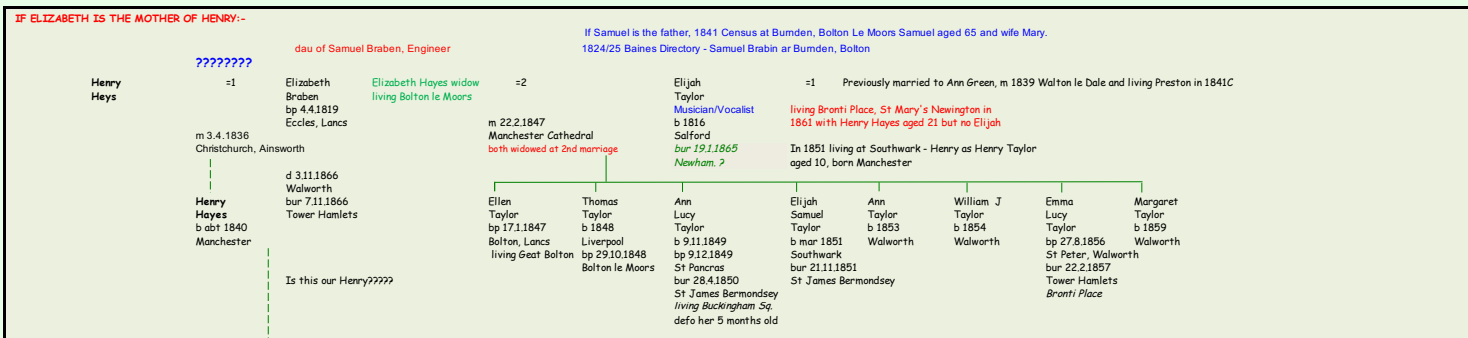 IF ELIZABETH IS THE MOTHER OF HENRY:-
If Samuel is the father, 1841 Census at Burnden, Bolton Le Moors Samuel aged 65 and wife Mary.
dau of Samuel Braben, Engineer
1824/25 Baines Directory - Samuel Brabin ar Burnden, Bolton
????????
Henry
Heys
=1
Elizabeth
Braben
bp 4.4.1819
Eccles, Lancs
Elizabeth Hayes widow
living Bolton le Moors
=2
Elijah
Taylor
Musician/Vocalist
b 1816
Salford
bur 19.1.1865
Newham. ?
=1
Previously married to Ann Green, m 1839 Walton le Dale and living Preston in 1841C
living Bronti Place, St Mary's Newington in
1861 with Henry Hayes aged 21 but no Elijah
m 22.2.1847
Manchester Cathedral
both widowed at 2nd marriage
m 3.4.1836
Christchurch, Ainsworth
In 1851 living at Southwark - Henry as Henry Taylor
aged 10, born Manchester
d 3.11.1866
Walworth
bur 7.11.1866
Tower Hamlets
Henry
Hayes
b abt 1840
Manchester
Ellen
Taylor
bp 17.1.1847
Bolton, Lancs
living Geat Bolton
Thomas
Taylor
b 1848
Liverpool
bp 29.10.1848
Bolton le Moors
Ann
Lucy
Taylor
b 9.11.1849
bp 9.12.1849
St Pancras
bur 28.4.1850
St James Bermondsey
living Buckingham Sq.
defo her 5 months old
Elijah
Samuel
Taylor
b mar 1851
Southwark
bur 21.11.1851
St James Bermondsey
Ann
Taylor
b 1853
Walworth
William J
Taylor
b 1854
Walworth
Emma
Lucy
Taylor
bp 27.8.1856
St Peter, Walworth
bur 22.2.1857
Tower Hamlets
Bronti Place
Margaret
Taylor
b 1859
Walworth
Is this our Henry?????